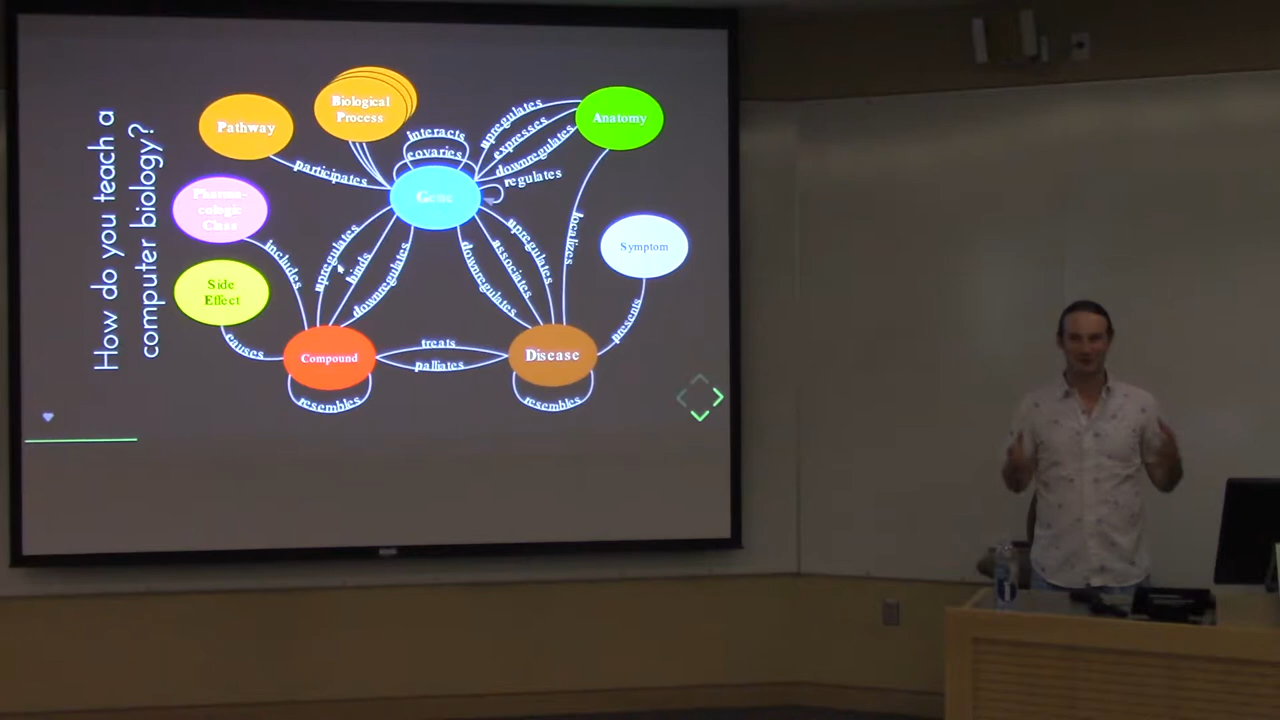 How do you teach a
computer biology?
Pathway
Biological
Process
Anatomy
participates
interacts
covaries
upregulates
expresses
downregulates
regulates
Gene
Pharma-
cologic
Class
includes
upregulates
binds
downregulates
downregulates
associates
upregulates
localizes
Symptom
Side
Effect
causes
Compound
treats
palliates
Disease
presents
resembles
resembles